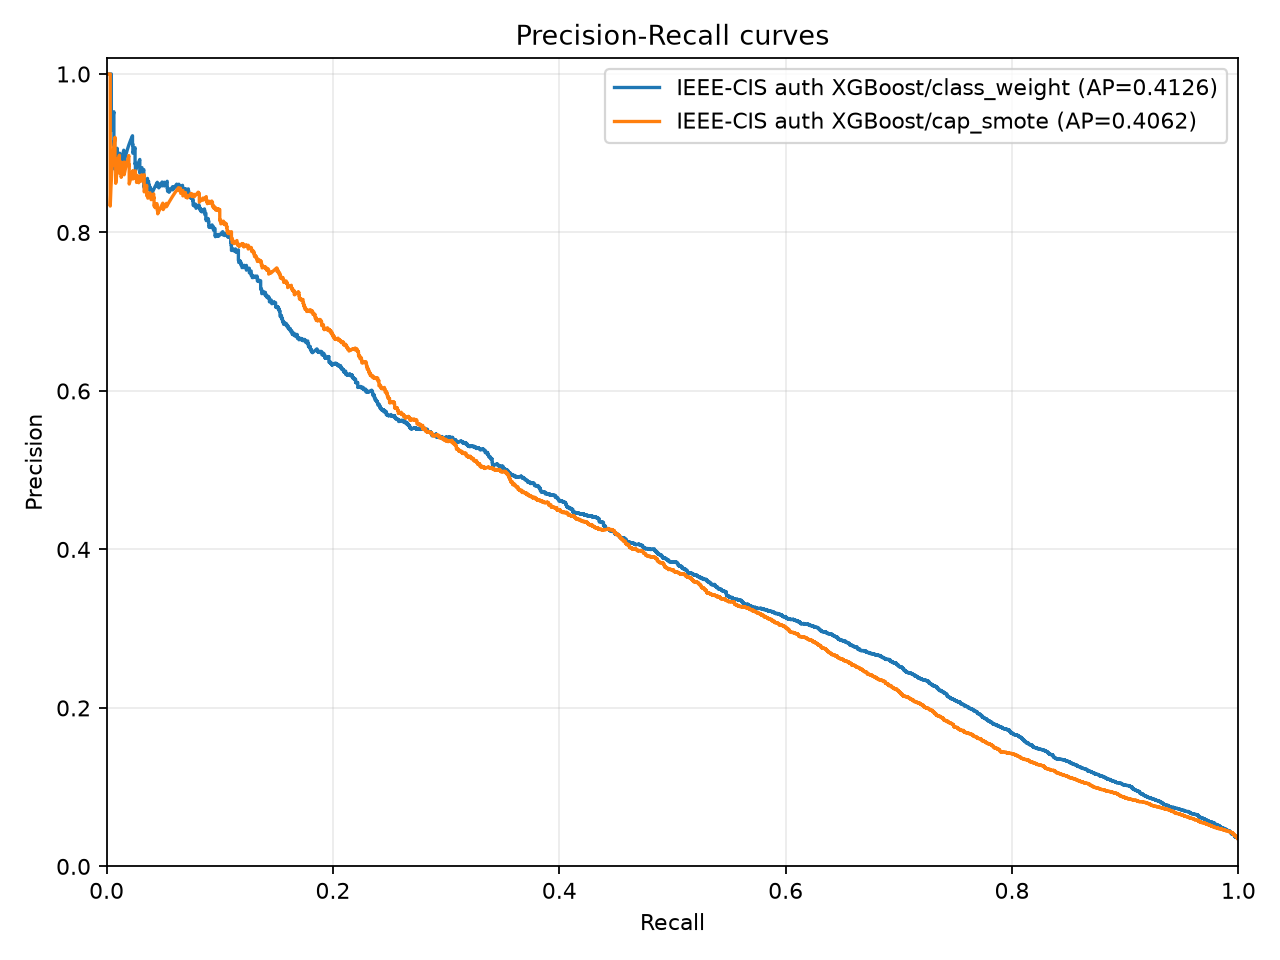 Precision-Recall curves
IEEE-CIS auth XGBoost/class_weight (AP=0.4126)
IEEE-CIS auth XGBoost/cap_smote (AP=0.4062)
Precision
1.0
0.8
0.6
0.4
0.2
0.0
0.0 0.2 0.4 0.6 0.8 1.0
Recall